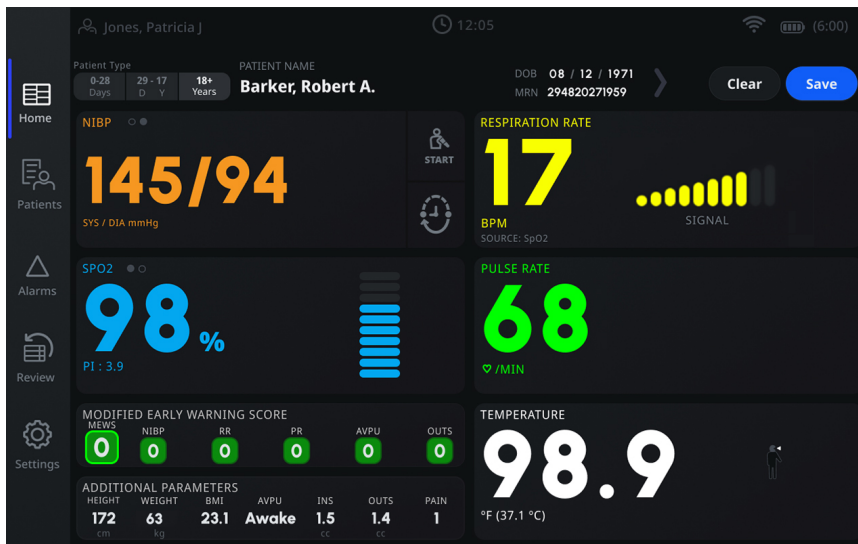 Jones, Patricia J
12:05
(6:00)
Patient Type
0-28 Days
29 - 17 D Y
18+ Years
PATIENT NAME
Barker, Robert A.
DOB 08 / 12 / 1971
MRN 294820271959
Clear
Save
Home
Patients
Alarms
Review
Settings
NIBP
145/94
SYS / DIA mmHg
START
RESPIRATION RATE
17
BPM
SOURCE: SpO2
SIGNAL
SPO2
98 %
PI : 3.9
PULSE RATE
68
/MIN
MODIFIED EARLY WARNING SCORE
MEWS NIBP RR PR AVPU OUTS
0 0 0 0 0 0
ADDITIONAL PARAMETERS
HEIGHT WEIGHT BMI AVPU INS OUTS PAIN
172 63 23.1 Awake 1.5 1.4 1
cm kg cc cc
TEMPERATURE
98.9
°F (37.1 °C)